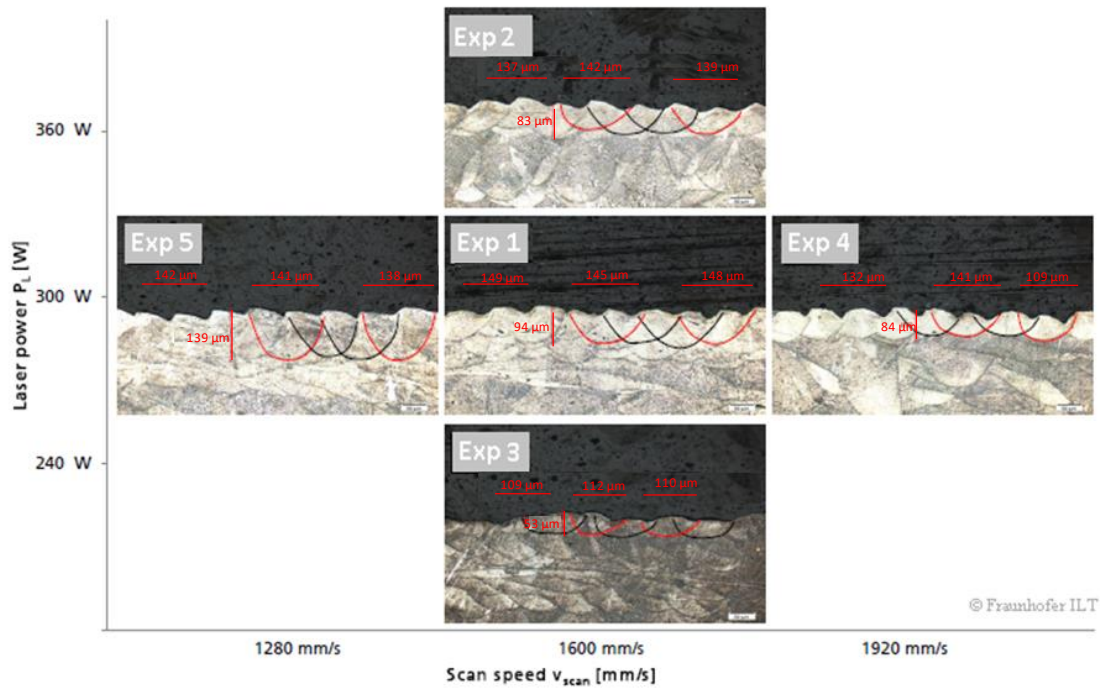 Exp 2
137 µm
142 µm
139 µm
83 µm
360 W
Exp 5
142 µm
141 µm
138 µm
139 µm
Exp 1
149 µm
145 µm
148 µm
94 µm
Exp 4
132 µm
141 µm
109 µm
84 µm
300 W
Laser power P_L [W]
Exp 3
109 µm
112 µm
110 µm
240 W
© Fraunhofer ILT
1280 mm/s
1600 mm/s
1920 mm/s
Scan speed v_scan [mm/s]